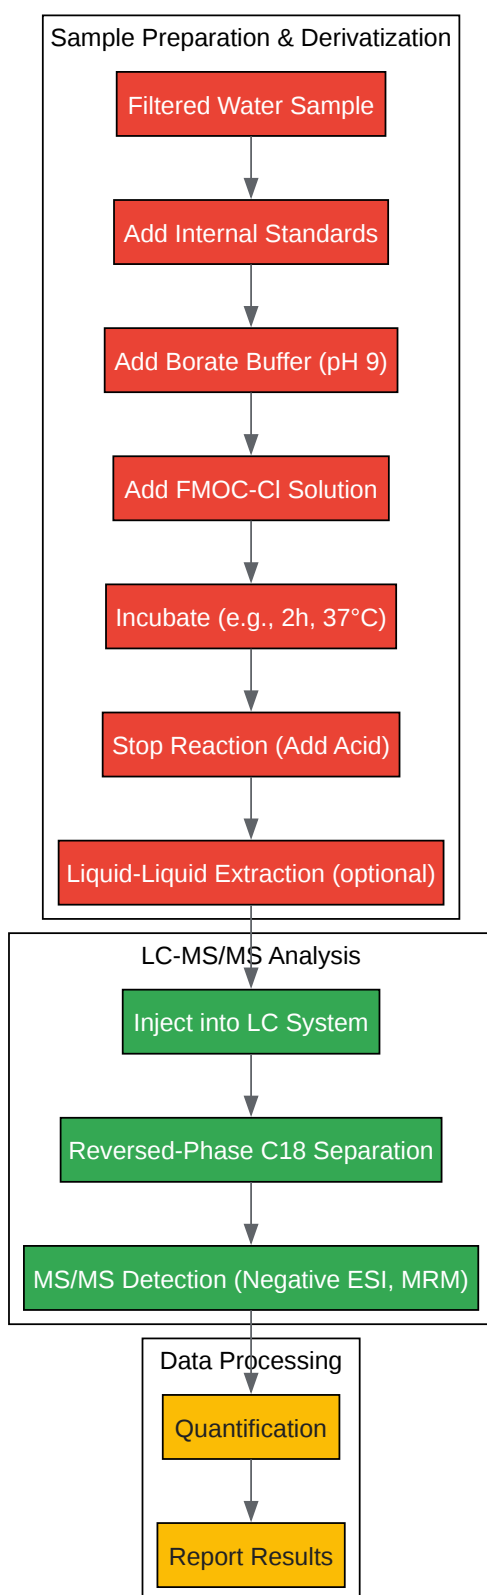 Sample Preparation & Derivatization
Filtered Water Sample
Add Internal Standards
Add Borate Buffer (pH 9)
Add FMOC-Cl Solution
Incubate (e.g., 2h, 37°C)
Stop Reaction (Add Acid)
Liquid-Liquid Extraction (optional)
LC-MS/MS Analysis
Inject into LC System
Reversed-Phase C18 Separation
MS/MS Detection (Negative ESI, MRM)
Data Processing
Quantification
Report Results